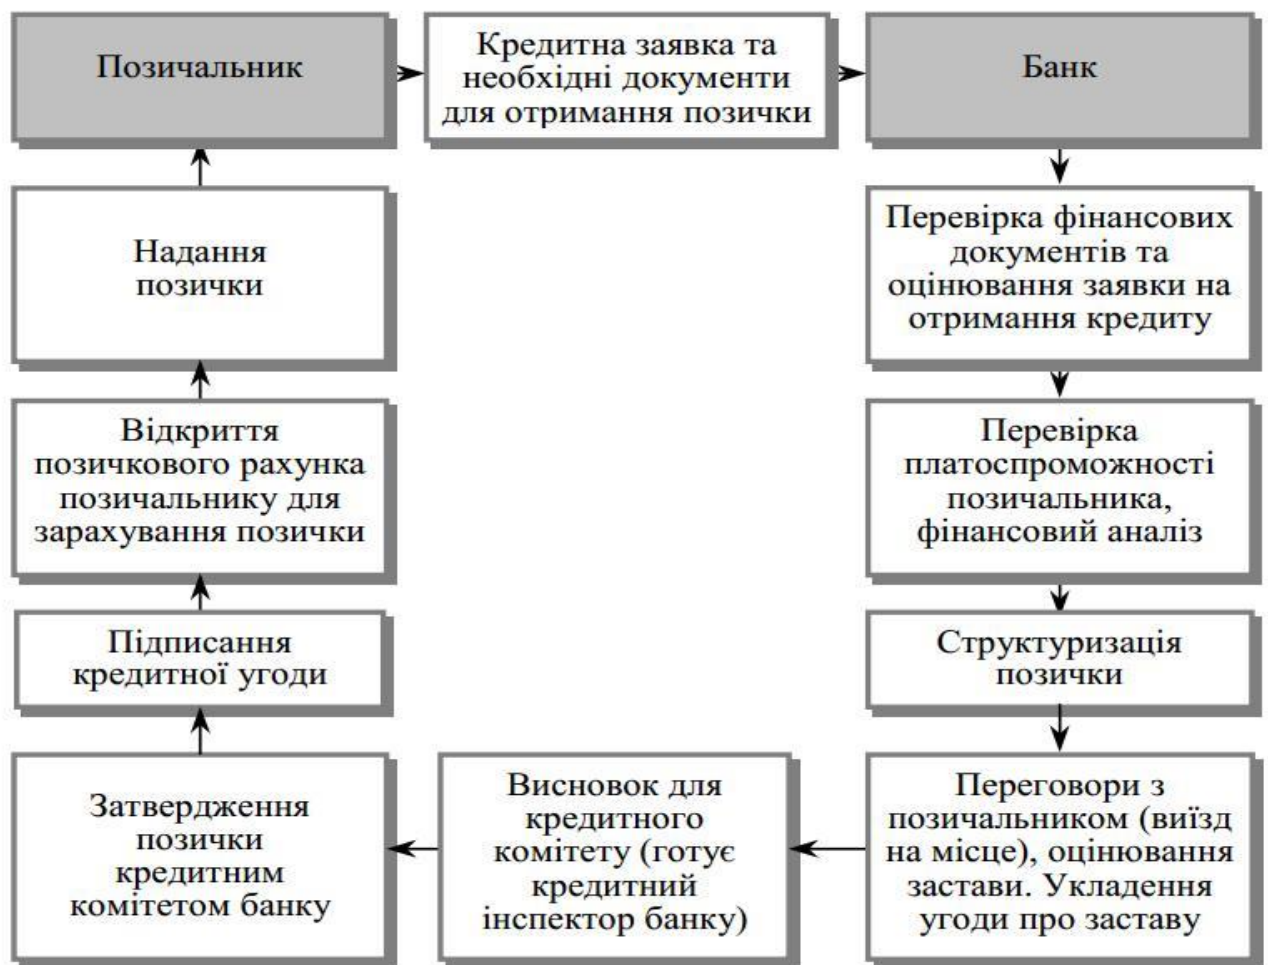 Позичальник
Кредитна заявка та
необхідні документи
для отримання позички
Банк
Перевірка фінансових
документів та
оцінювання заявки на
отримання кредиту
Перевірка
платоспроможності
позичальника,
фінансовий аналіз
Структуризація
позички
Переговори з
позичальником (виїзд
на місце), оцінювання
застави. Укладення
угоди про заставу
Висновок для
кредитного
комітету (готує
кредитний
інспектор банку)
Затвердження
позички
кредитним
комітетом банку
Підписання
кредитної угоди
Відкриття
позичкового рахунка
позичальнику для
зарахування позички
Надання
позички